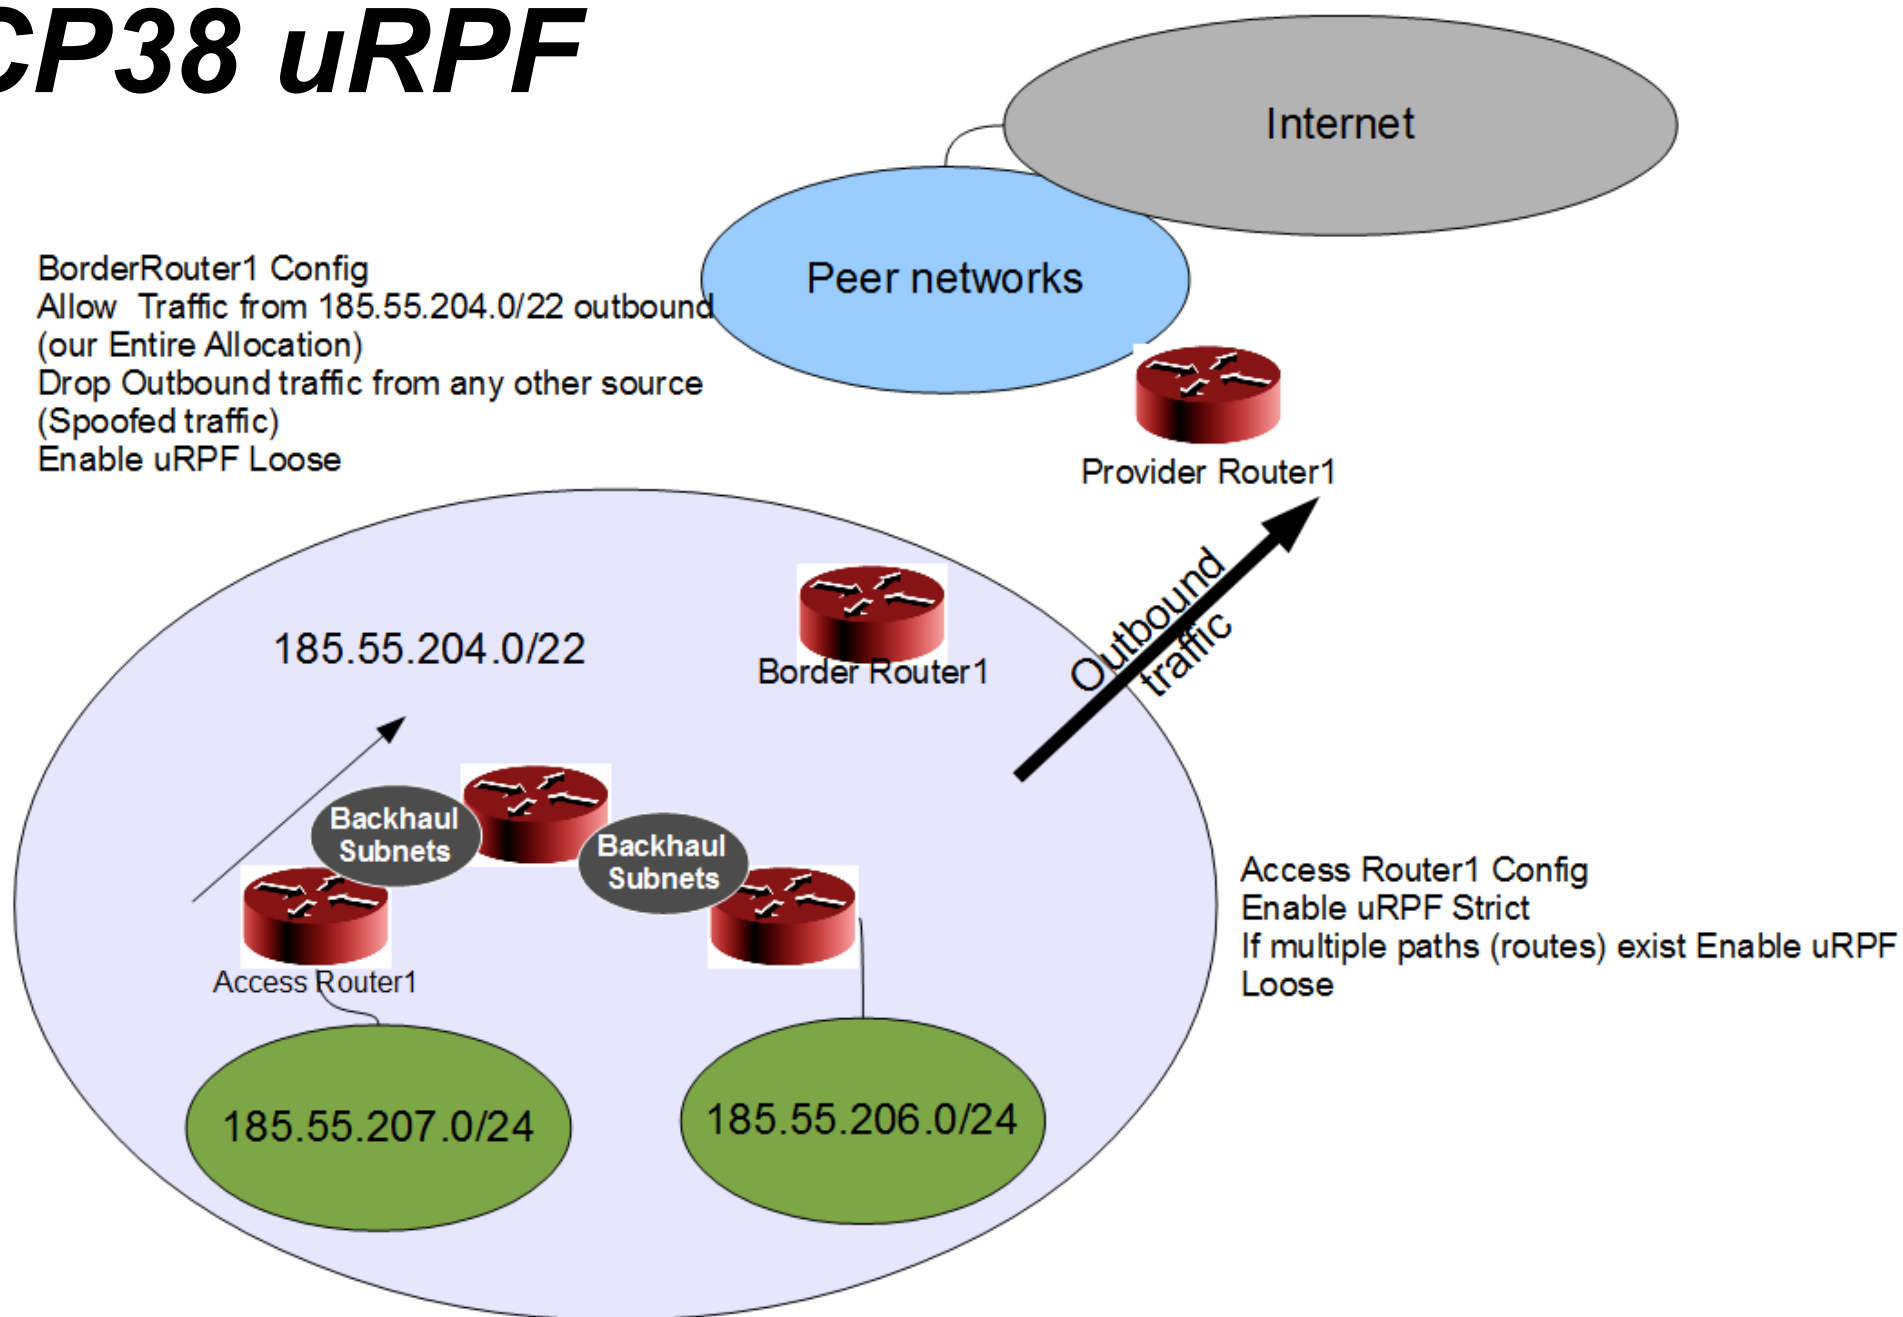 CP38 uRPF
Internet
Peer networks
BorderRouter1 Config
Allow  Traffic from 185.55.204.0/22 outbound
(our Entire Allocation)
Drop Outbound traffic from any other source
(Spoofed traffic)
Enable uRPF Loose
Provider Router1
Outbound
traffic
185.55.204.0/22
Border Router1
Backhaul
Subnets
Backhaul
Subnets
Access Router1 Config
Enable uRPF Strict
If multiple paths (routes) exist Enable uRPF
Loose
Access Router1
185.55.207.0/24
185.55.206.0/24